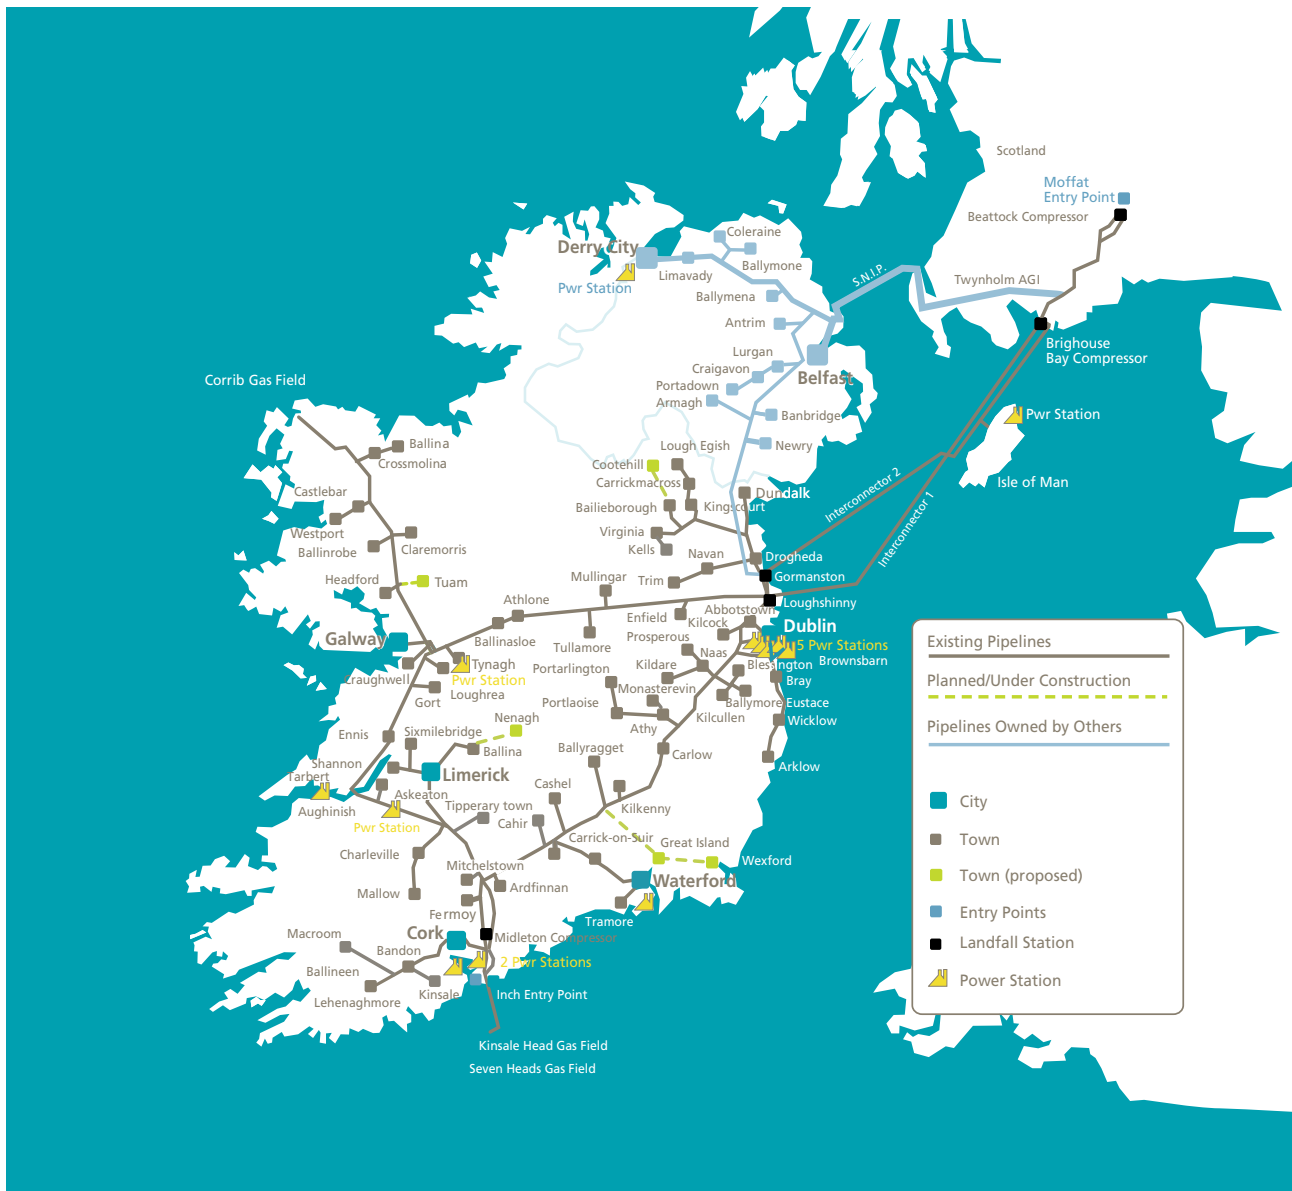 Scotland
Moffat
Entry Point
Beattock Compressor
Coleraine
Derry City
Ballymone
Limavady
S.N.I.P.
Twynholm AGI
Pwr Station
Ballymena
Antrim
Brighouse
Bay Compressor
Lurgan
Craigavon
Belfast
Corrib Gas Field
Portadown
Armagh
Banbridge
Pwr Station
Ballina
Crossmolina
Lough Egish
Newry
Cootehill
Carrickmacross
Isle of Man
Castlebar
Dundalk
Interconnector 2
Interconnector 1
Westport
Bailieborough
Kingscourt
Ballinrobe
Claremorris
Virginia
Kells
Navan
Drogheda
Headford
Tuam
Mullingar
Trim
Gormanston
Athlone
Loughshinny
Abbotstown
Enfield
Kilcock
Dublin
Galway
Ballinasloe
Tullamore
Prosperous
5 Pwr Stations
Naas
Brownsbarn
Tynagh
Pwr Station
Portarlington
Kildare
Blessington
Craughwell
Loughrea
Monasterevin
Bray
Gort
Portlaoise
Ballymore Eustace
Nenagh
Kilcullen
Wicklow
Ennis
Sixmilebridge
Athy
Ballina
Ballyragget
Carlow
Shannon
Arklow
Tarbert
Limerick
Cashel
Askeaton
Aughinish
Tipperary town
Kilkenny
Pwr Station
Cahir
Carrick-on-Suir
Great Island
Charleville
Wexford
Mitchelstown
Waterford
Mallow
Ardfinnan
Fermoy
Tramore
Macroom
Cork
Midleton Compressor
Bandon
2 Pwr Stations
Ballineen
Lehenaghmore
Kinsale
Inch Entry Point
Kinsale Head Gas Field
Seven Heads Gas Field
Existing Pipelines
Planned/Under Construction
Pipelines Owned by Others
City
Town
Town (proposed)
Entry Points
Landfall Station
Power Station